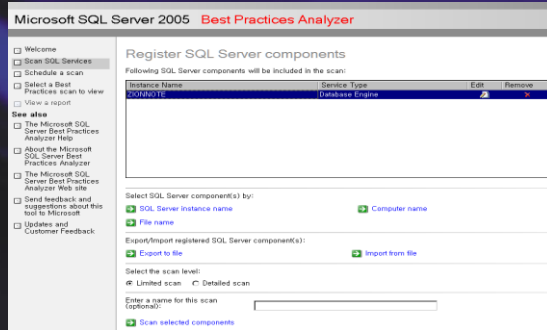 Microsoft SQL Server 2005 Best Practices Analyzer
Welcome
Scan SQL Services
Schedule a scan
Select a Best
Practices scan to view
View a report
See also
The Microsoft SQL
Server Best Practices
Analyzer Help
About the Microsoft
SQL Server Best
Practices Analyzer
The Microsoft SQL
Server Best Practices
Analyzer Web site
Send feedback and
suggestions about this
tool to Microsoft
Updates and
Customer Feedback
Register SQL Server components
Following SQL Server components will be included in the scan:
Instance Name Service Type Edit Remove
ZIONNOTE Database Engine
Select SQL Server component(s) by:
SQL Server instance name Computer name
File name
Export/Import registered SQL Server component(s):
Export to file Import from file
Select the scan level:
Limited scan Detailed scan
Enter a name for this scan
(optional):
Scan selected components